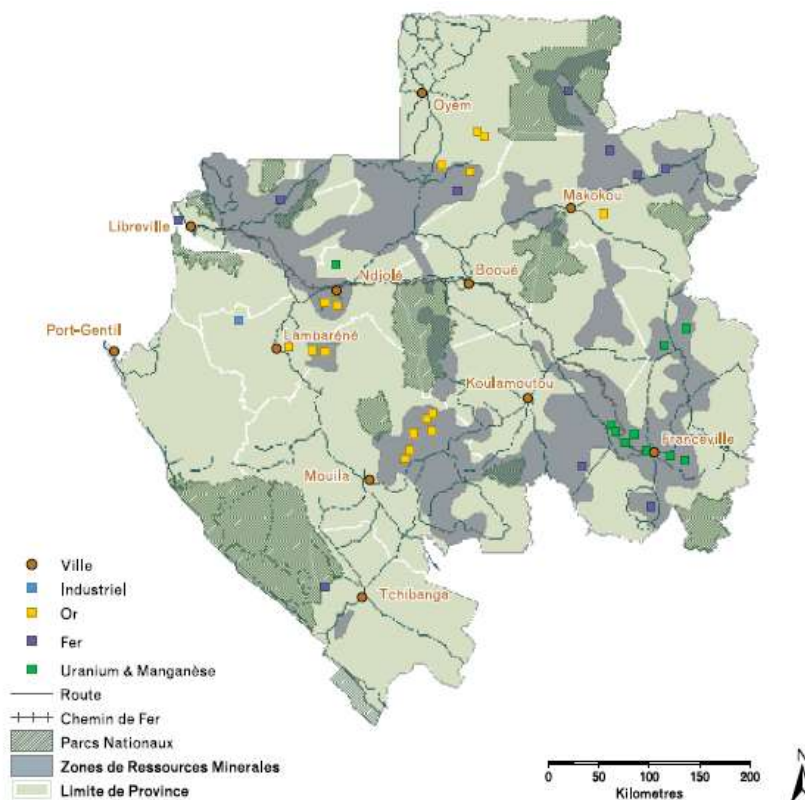 Oyem
Makokou
Libreville
Ndjolé
Booué
Port-Gentil
Lambaréné
Koulamoutou
Franceville
Mouila
Tchibanga
Ville
Industriel
Or
Fer
Uranium & Manganèse
Route
Chemin de Fer
Parcs Nationaux
Zones de Ressources Minerales
Limite de Province
0 50 100 150 200
Kilometres
N